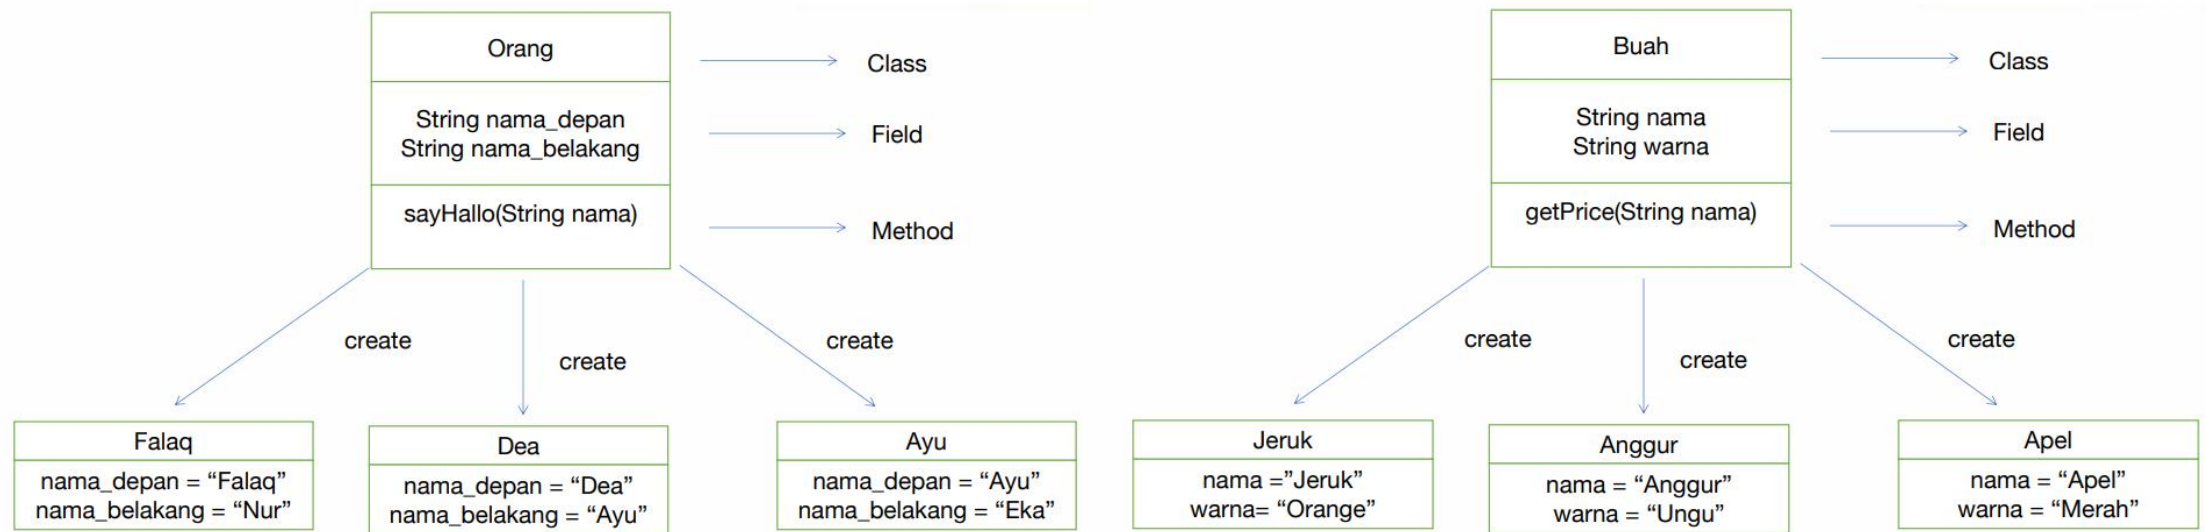 Orang
String nama_depan
String nama_belakang
sayHallo(String nama)
Class
Field
Method
create
create
create
Falaq
nama_depan = “Falaq”
nama_belakang = “Nur”
Dea
nama_depan = “Dea”
nama_belakang = “Ayu”
Ayu
nama_depan = “Ayu”
nama_belakang = “Eka”
Buah
String nama
String warna
getPrice(String nama)
Class
Field
Method
create
create
create
Jeruk
nama =”Jeruk”
warna= “Orange”
Anggur
nama = “Anggur”
warna = “Ungu”
Apel
nama = “Apel”
warna = “Merah”